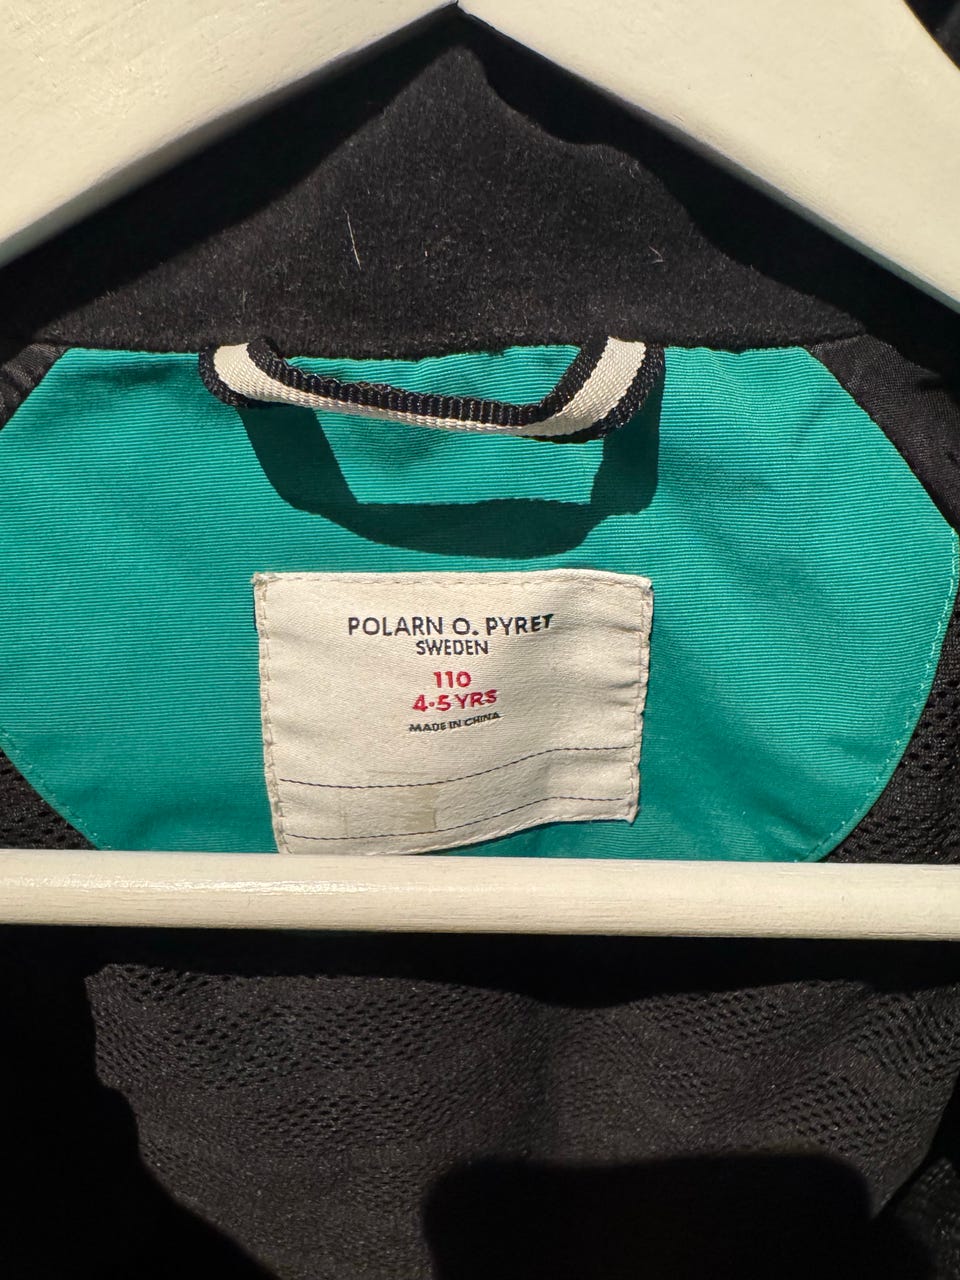 POLARN O. PYRET
SWEDEN
110
4-5 YRS
MADE IN CHINA